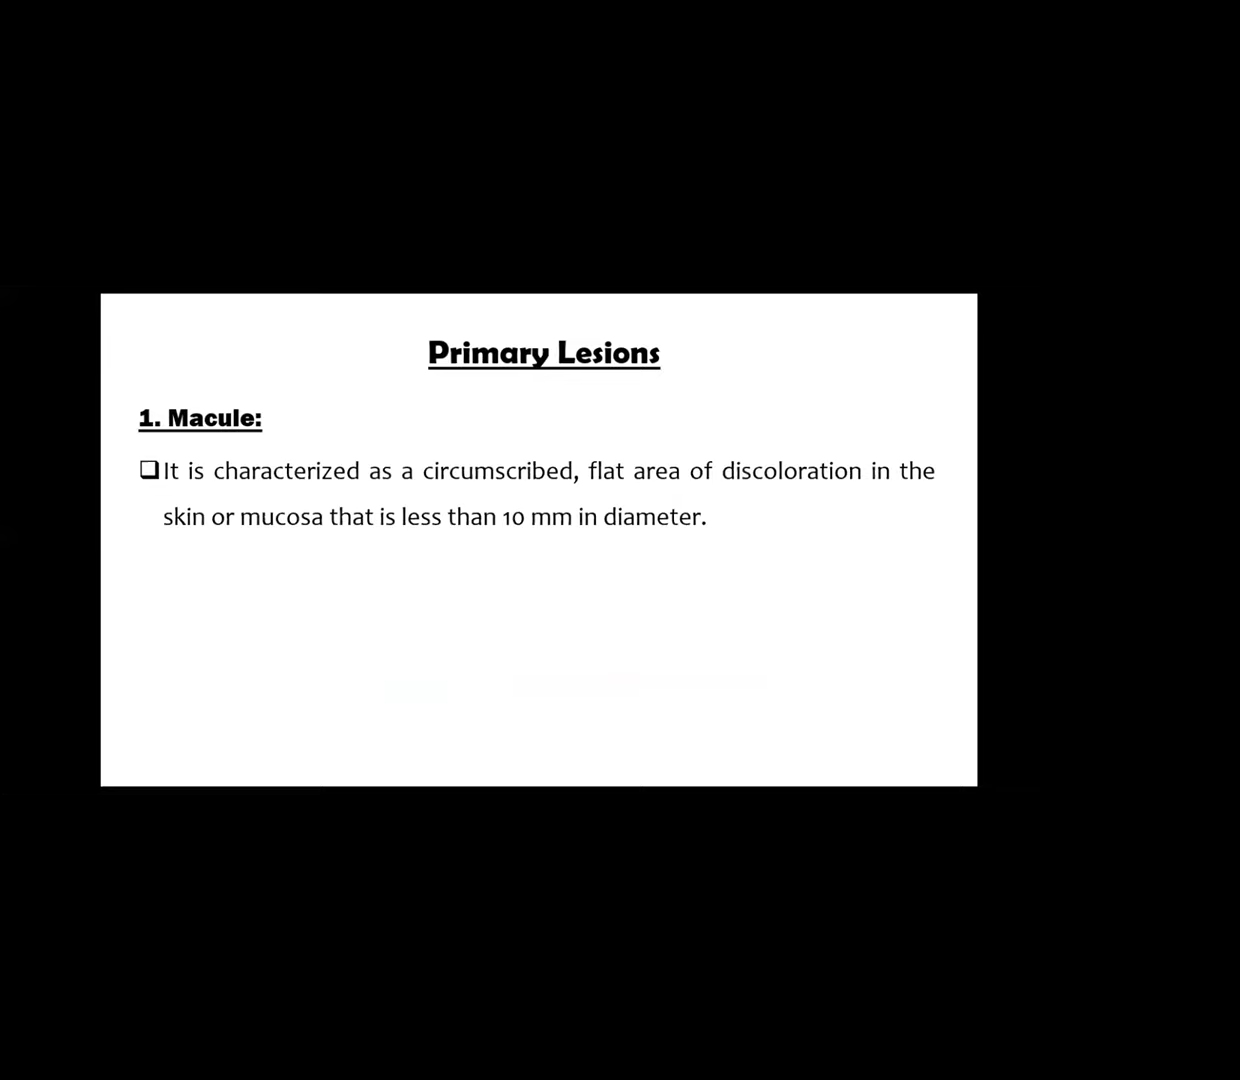 Primary Lesions
1. Macule:
❑It is characterized as a circumscribed, flat area of discoloration in the
skin or mucosa that is less than 10 mm in diameter.